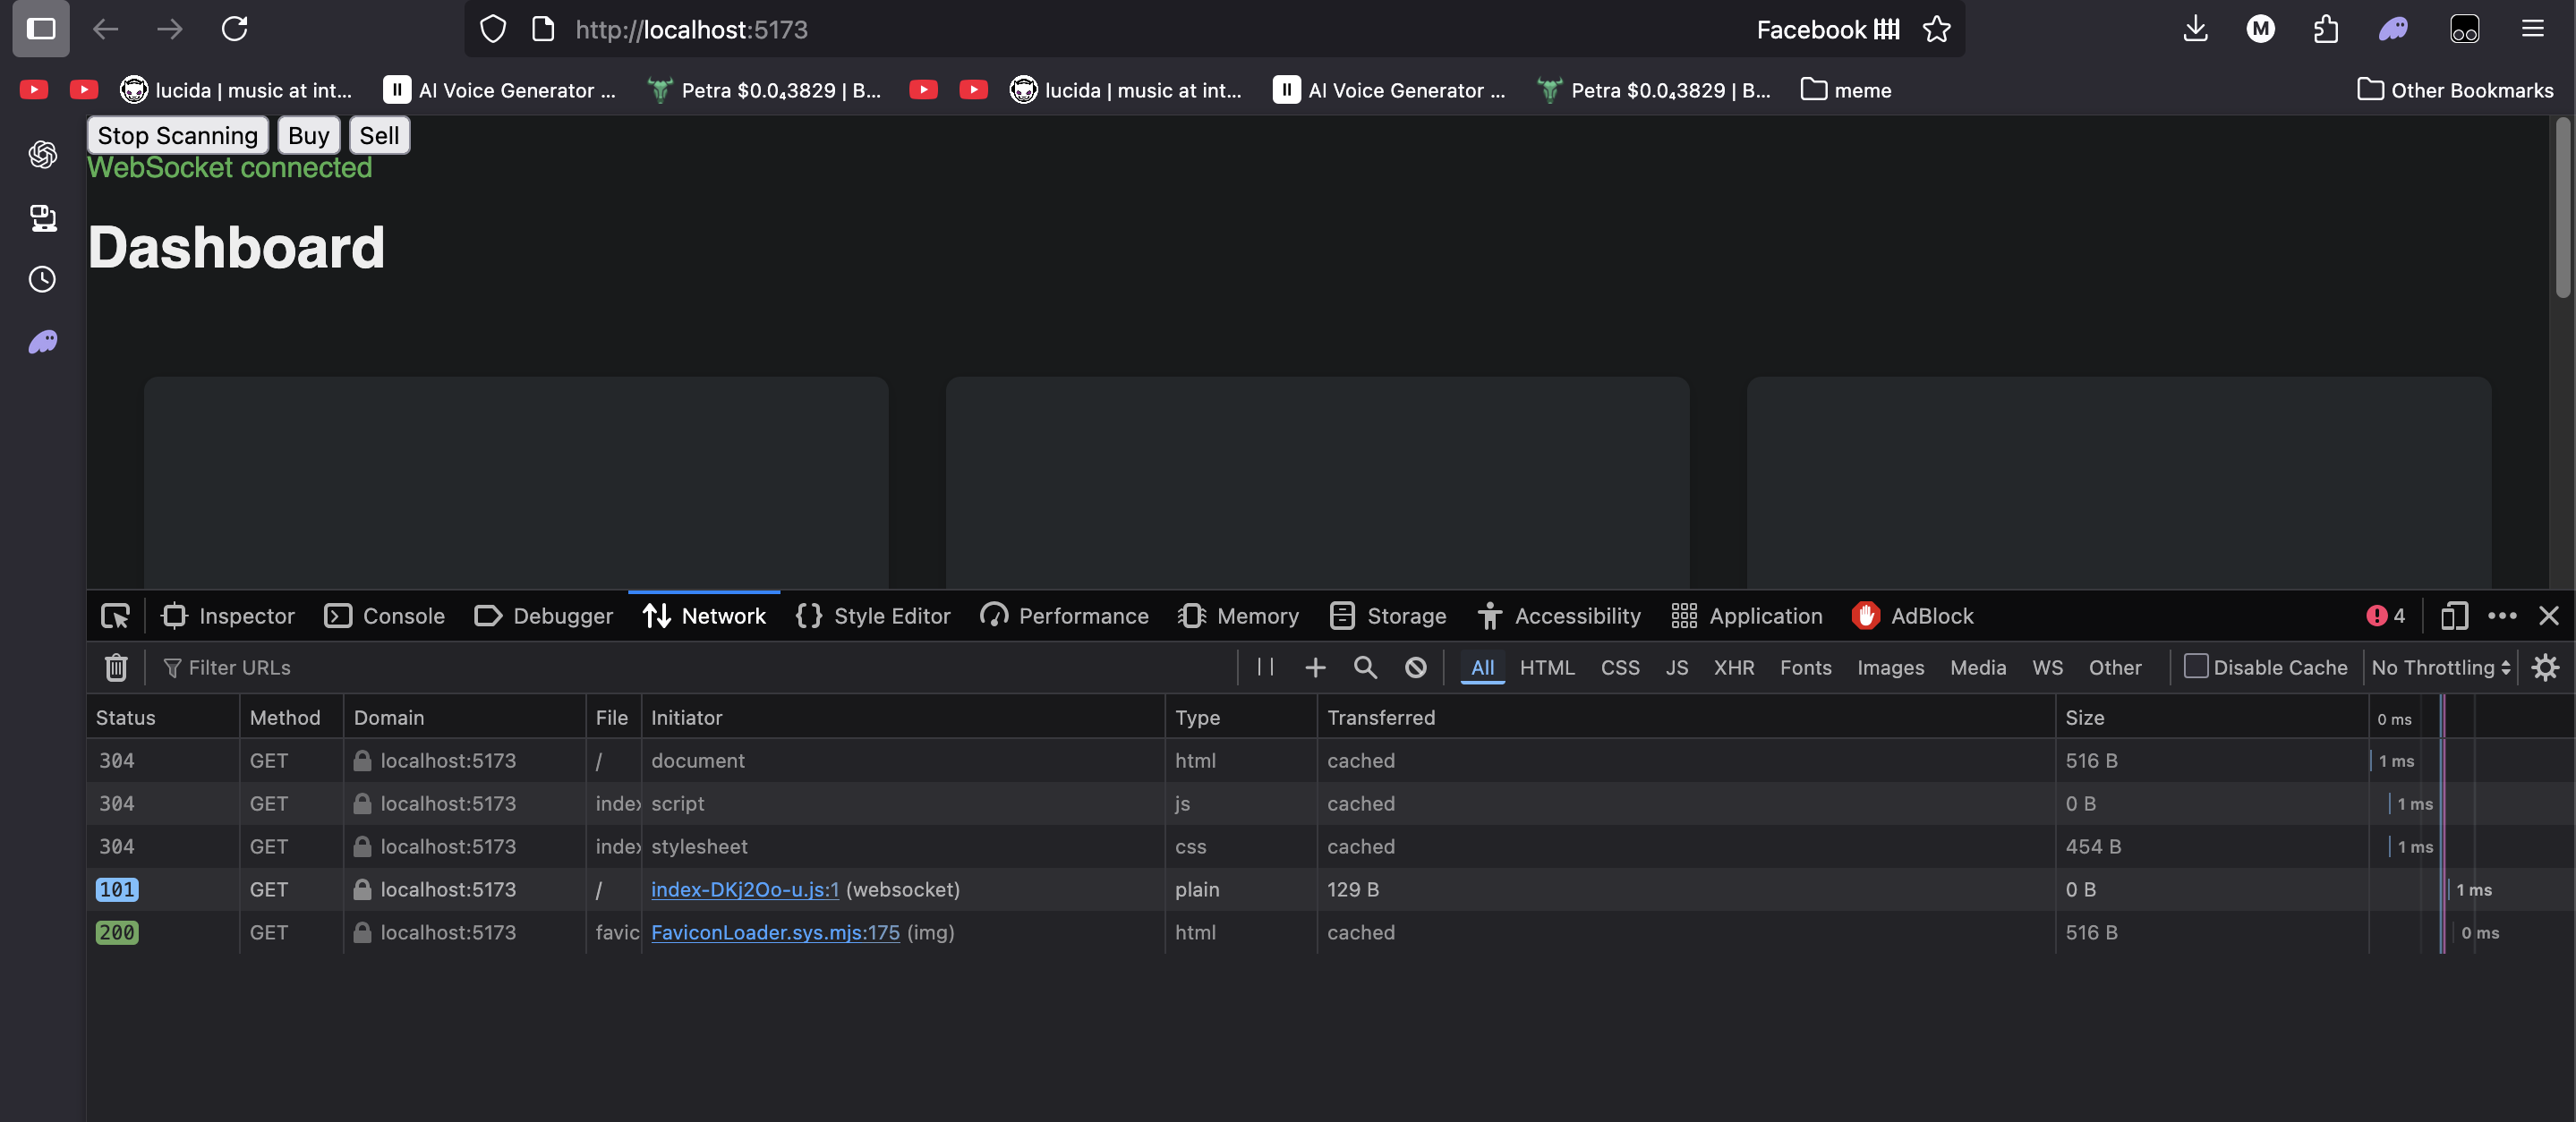 http://localhost:5173 Facebook
M
lucida | music at int... AI Voice Generator ... Petra $0.0₄3829 | B... lucida | music at int... AI Voice Generator ... Petra $0.0₄3829 | B... meme Other Bookmarks
Stop Scanning Buy Sell
WebSocket connected
Dashboard
Inspector Console Debugger Network Style Editor Performance Memory Storage Accessibility Application AdBlock 4
Filter URLs All HTML CSS JS XHR Fonts Images Media WS Other Disable Cache No Throttling
Status Method Domain File Initiator Type Transferred Size 0 ms
304 GET localhost:5173 / document html cached 516 B 1 ms
304 GET localhost:5173 index script js cached 0 B 1 ms
304 GET localhost:5173 index stylesheet css cached 454 B 1 ms
101 GET localhost:5173 / index-DKj2Oo-u.js:1 (websocket) plain 129 B 0 B 1 ms
200 GET localhost:5173 favic FaviconLoader.sys.mjs:175 (img) html cached 516 B 0 ms